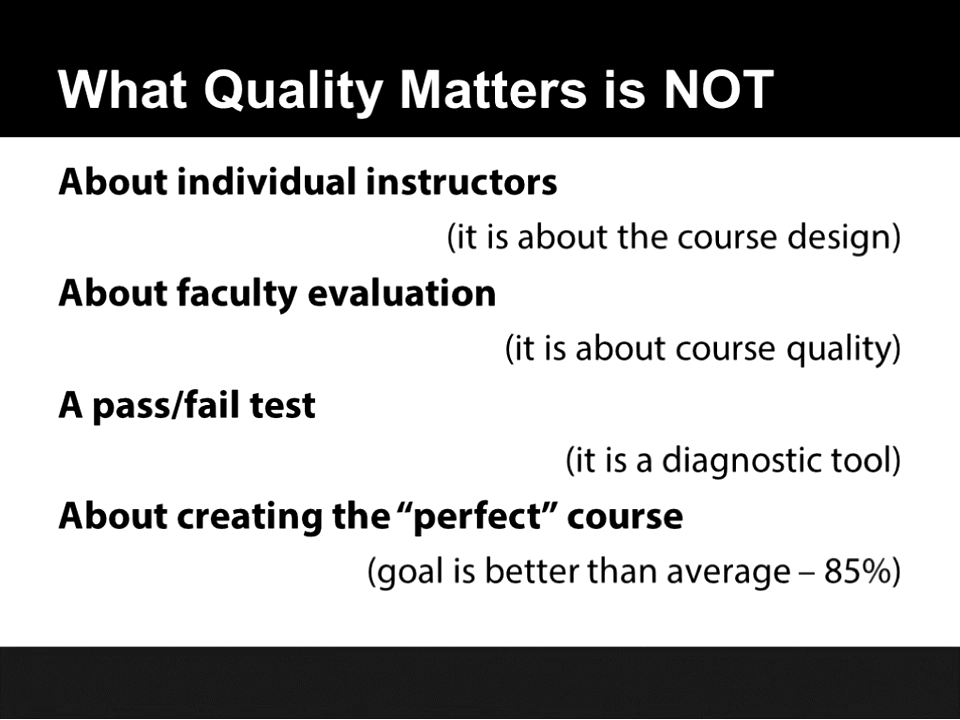 What Quality Matters is NOT
About individual instructors
(it is about the course design)
About faculty evaluation
(it is about course quality)
A pass/fail test
(it is a diagnostic tool)
About creating the “perfect” course
(goal is better than average – 85%)